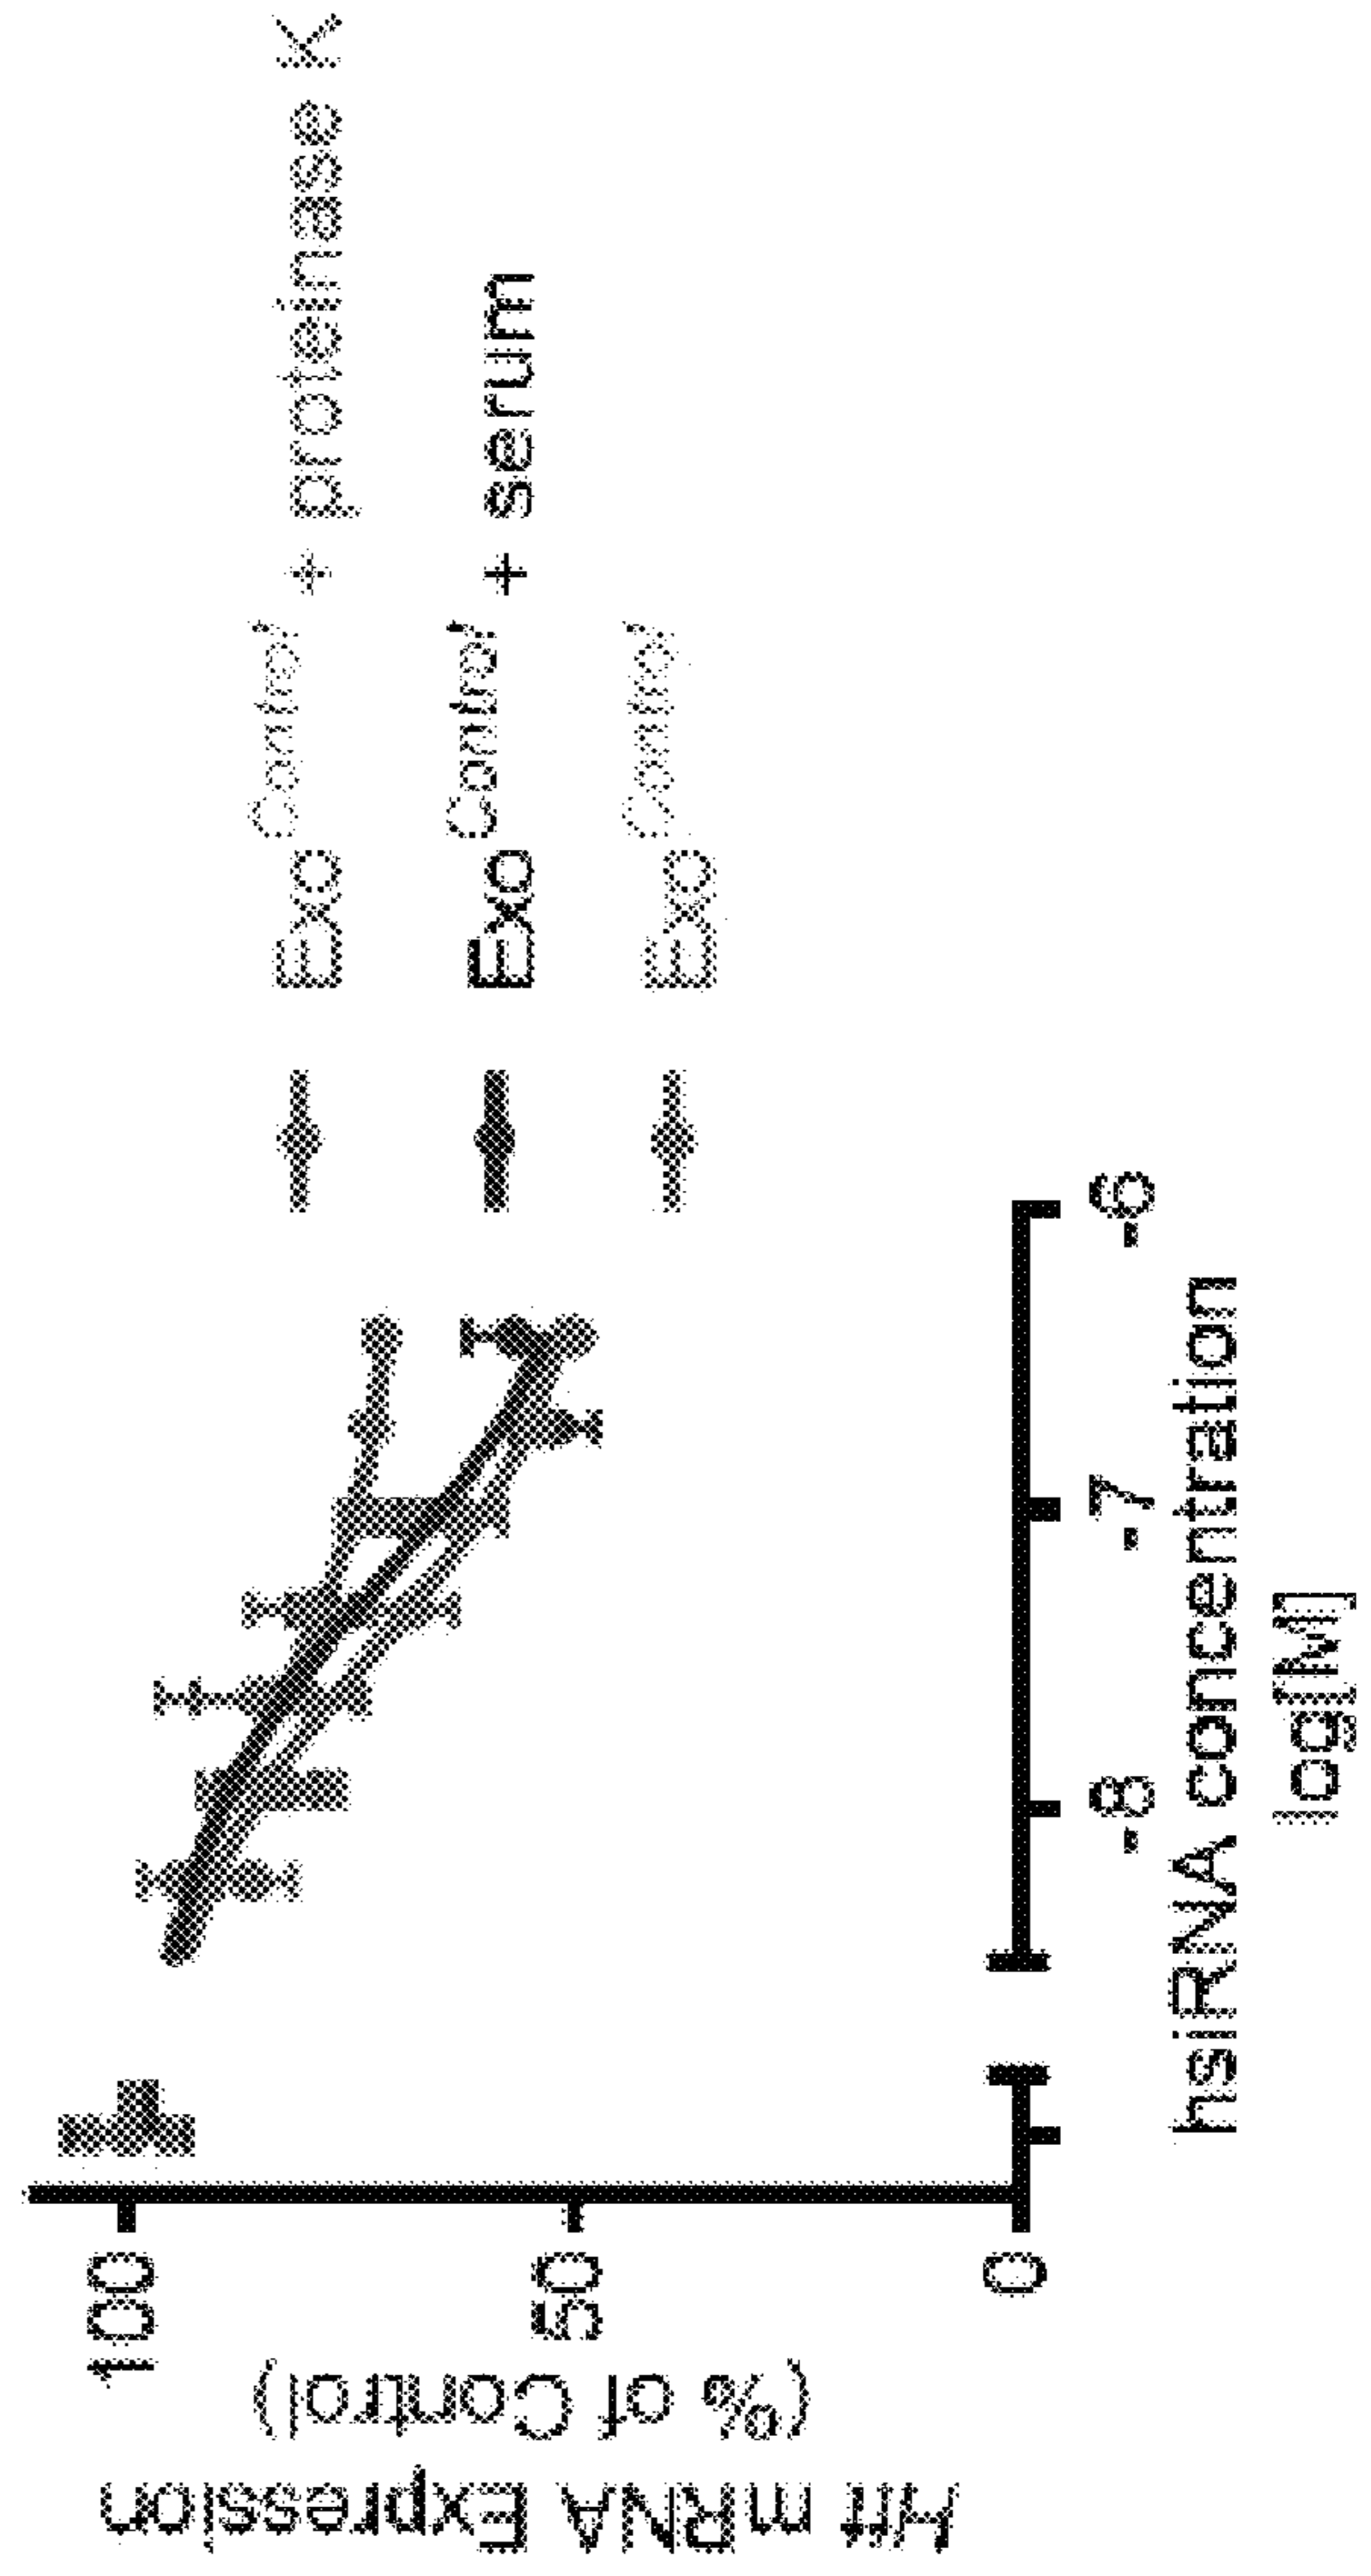 Htt mRNA Expression
(% of Control)
100
50
0
-8
-7
-6
hsiRNA concentration
log[M]
Exo Control + proteinase K
Exo Control + serum
Exo Control